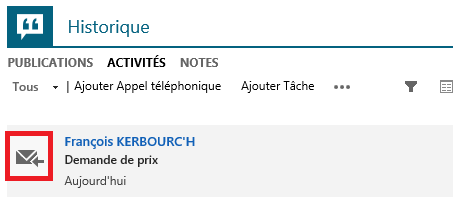 Historique
PUBLICATIONS ACTIVITÉS NOTES
Tous | Ajouter Appel téléphonique Ajouter Tâche •••
François KERBOURC'H
Demande de prix
Aujourd'hui